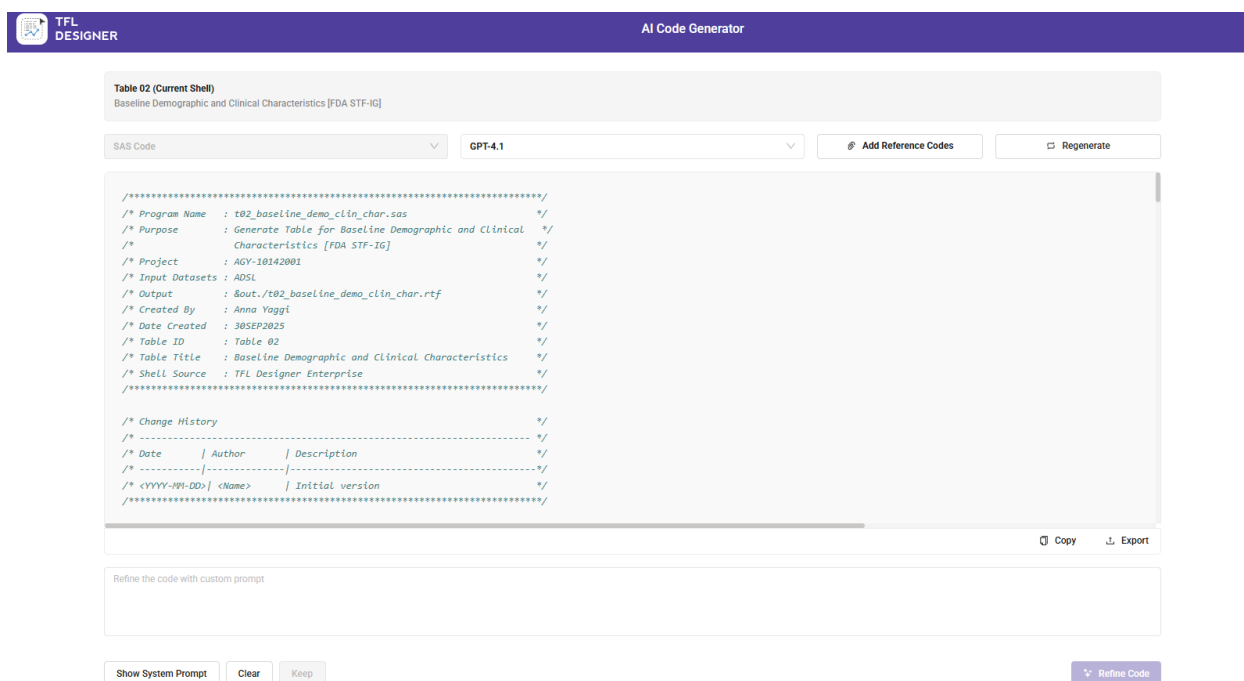 TFL
DESIGNER
AI Code Generator
Table 02 (Current Shell)
Baseline Demographic and Clinical Characteristics [FDA STF-IG]
SAS Code
GPT-4.1
Add Reference Codes
Regenerate
/***************************************************************************/
/* Program Name   : t02_baseline_demo_clin_char.sas                       */
/* Purpose        : Generate Table for Baseline Demographic and Clinical   */
/*                  Characteristics [FDA STF-IG]                          */
/* Project        : AGY-10142001                                          */
/* Input Datasets : ADSL                                                  */
/* Output         : &out./t02_baseline_demo_clin_char.rtf                 */
/* Created By     : Anna Yaggi                                            */
/* Date Created   : 30SEP2025                                             */
/* Table ID       : Table 02                                              */
/* Table Title    : Baseline Demographic and Clinical Characteristics     */
/* Shell Source   : TFL Designer Enterprise                               */
/***************************************************************************/
/* Change History                                                         */
/* ---------------------------------------------------------------------- */
/* Date       | Author       | Description                                */
/* -----------|--------------|--------------------------------------------*/
/* <YYYY-MM-DD>| <Name>      | Initial version                            */
/***************************************************************************/
Copy
Export
Refine the code with custom prompt
Show System Prompt
Clear
Keep
Refine Code